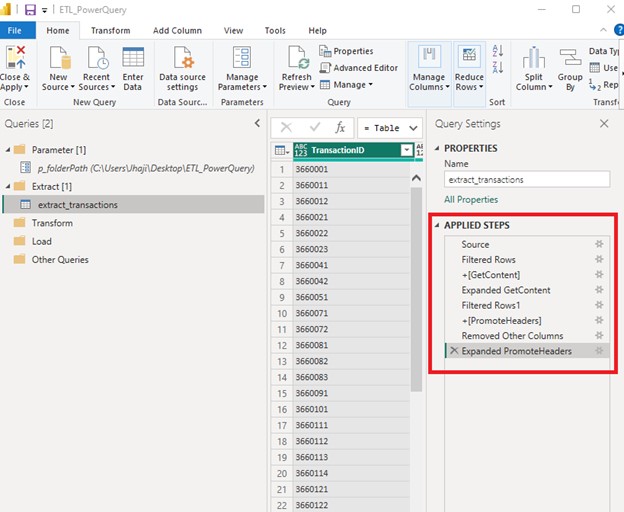 ETL_PowerQuery
File Home Transform Add Column View Tools Help
Close & Apply
New Source
Recent Sources
Enter Data
Data source settings
Manage Parameters
Refresh Preview
Properties
Advanced Editor
Manage
Manage Columns
Reduce Rows
Split Column
Group By
Data Ty
Use
Rep
Close New Query Data Sourc... Parameters Query Sort Transf
Queries [2]
Parameter [1]
p_folderPath (C:\Users\Jhaji\Desktop\ETL_PowerQuery)
Extract [1]
extract_transactions
Transform
Load
Other Queries
fx = Table
ABC 123 TransactionID
1 3660001
2 3660011
3 3660012
4 3660021
5 3660022
6 3660023
7 3660041
8 3660042
9 3660051
10 3660071
11 3660072
12 3660081
13 3660082
14 3660083
15 3660091
16 3660101
17 3660111
18 3660112
19 3660113
20 3660114
21 3660121
22 3660122
Query Settings
PROPERTIES
Name
extract_transactions
All Properties
APPLIED STEPS
Source
Filtered Rows
+[GetContent]
Expanded GetContent
Filtered Rows1
+[PromoteHeaders]
Removed Other Columns
Expanded PromoteHeaders